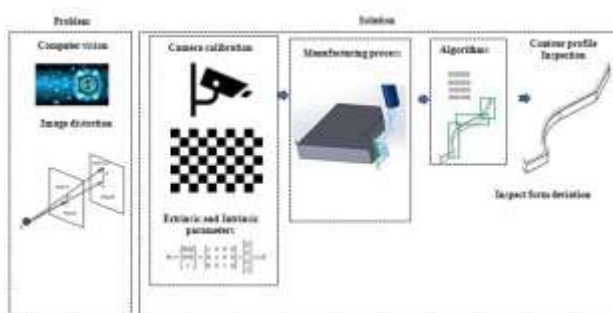 Problem
Solution
Computer vision
Image distortion
Camera calibration
Extrinsic and Intrinsic
parameters
Manufacturing process
Algorithms
Contour profile
Inspection
Inspect form deviation